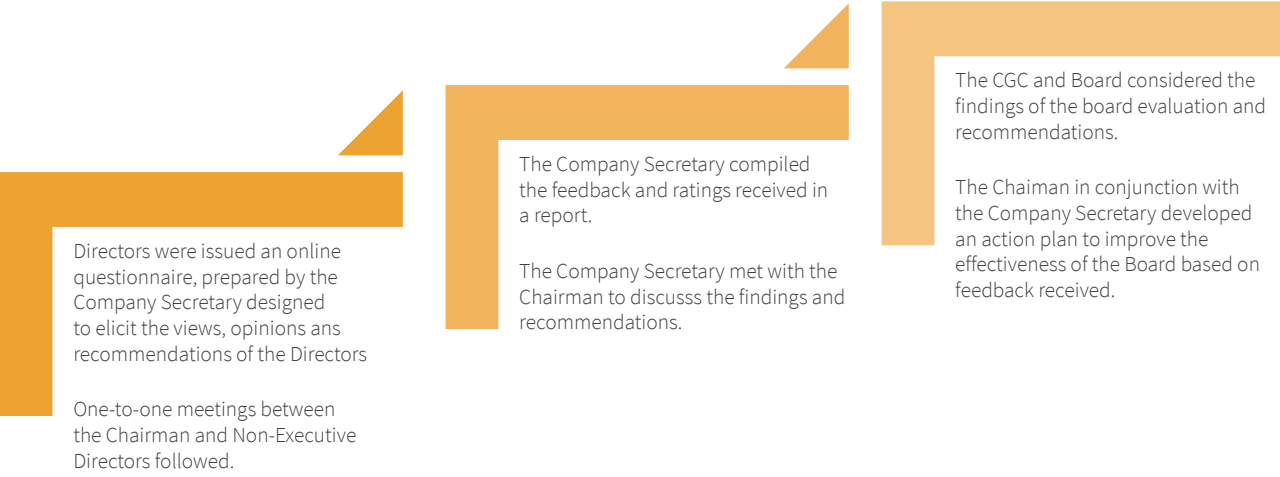 Directors were issued an online
questionnaire, prepared by the
Company Secretary designed
to elicit the views, opinions ans
recommendations of the Directors
One-to-one meetings between
the Chairman and Non-Executive
Directors followed.
The Company Secretary compiled
the feedback and ratings received in
a report.
The Company Secretary met with the
Chairman to discusss the findings and
recommendations.
The CGC and Board considered the
findings of the board evaluation and
recommendations.
The Chaiman in conjunction with
the Company Secretary developed
an action plan to improve the
effectiveness of the Board based on
feedback received.